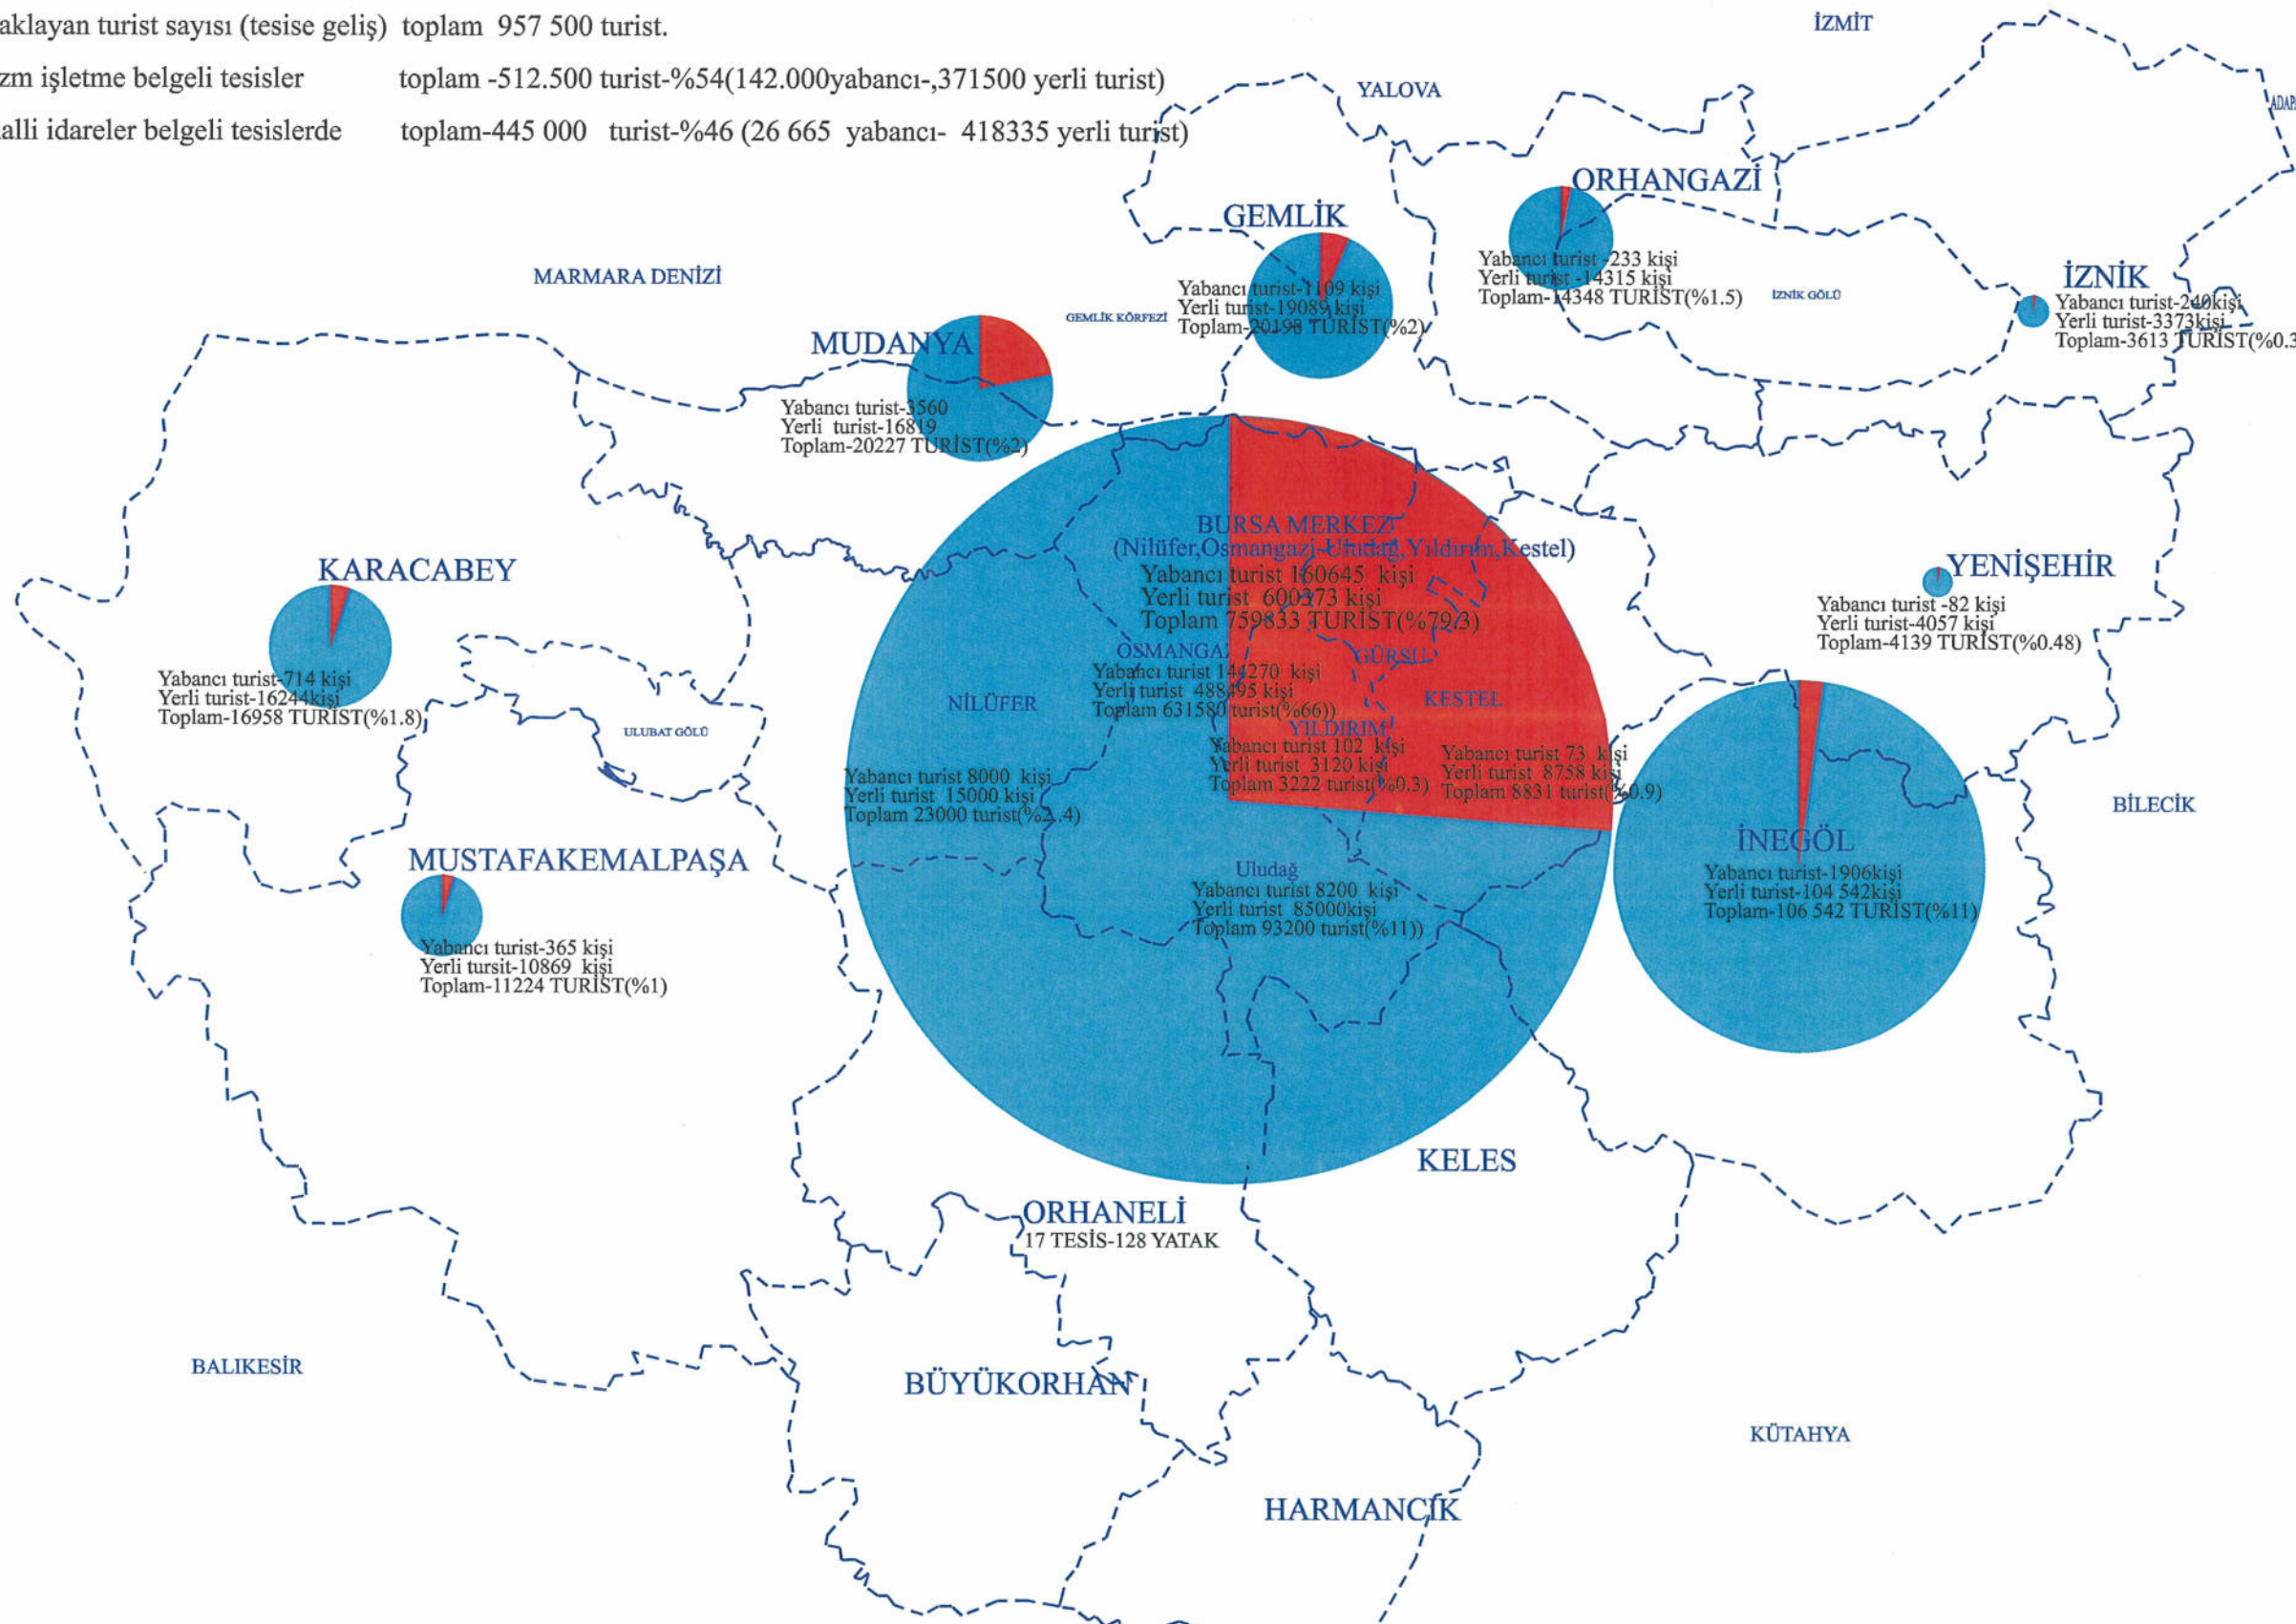 aklayan turist sayısı (tesise geliş) toplam 957 500 turist.
zm işletme belgeli tesisler toplam -512.500 turist-%54(142.000yabancı-,371500 yerli turist)
alli idareler belgeli tesislerde toplam-445 000 turist-%46 (26 665 yabancı- 418335 yerli turist)
İZMİT
YALOVA
ADAP
ORHANGAZİ
Yabancı turist -233 kişi
Yerli turist -14315 kişi
Toplam-14348 TURİST(%1.5)
GEMLİK
Yabancı turist-1109 kişi
Yerli turist-19089 kişi
Toplam-20198 TURİST(%2)
İZNİK
Yabancı turist-240kişi
Yerli turist-3373kişi
Toplam-3613 TURİST(%0.3
İZNİK GÖLÜ
MARMARA DENİZİ
GEMLİK KÖRFEZİ
MUDANYA
Yabancı turist-3560
Yerli turist-16819
Toplam-20227 TURİST(%2)
BURSA MERKEZ
(Nilüfer,Osmangazi-Uludağ,Yıldırım,Kestel)
Yabancı turist 160645 kişi
Yerli turist 600373 kişi
Toplam 759833 TURİST(%79.3)
KARACABEY
Yabancı turist-714 kişi
Yerli turist-16244kişi
Toplam-16958 TURİST(%1.8)
YENİŞEHİR
Yabancı turist -82 kişi
Yerli turist-4057 kişi
Toplam-4139 TURİST(%0.48)
OSMANGA
Yabancı turist 144270 kişi
Yerli turist 488495 kişi
Toplam 631580 turist(%66))
GÜRSU
KESTEL
Yabancı turist 73 kişi
Yerli turist 8758 kişi
Toplam 8831 turist(%0.9)
NİLÜFER
Yabancı turist 8000 kişi
Yerli turist 15000 kişi
Toplam 23000 turist(%2..4)
YILDIRIM
Yabancı turist 102 kişi
Yerli turist 3120 kişi
Toplam 3222 turist(%0.3)
ULUBAT GÖLÜ
BİLECİK
İNEGÖL
Yabancı turist-1906kişi
Yerli turist-104 542kişi
Toplam-106 542 TURİST(%11)
MUSTAFAKEMALPAŞA
Yabancı turist-365 kişi
Yerli tursit-10869 kişi
Toplam-11224 TURİST(%1)
Uludağ
Yabancı turist 8200 kişi
Yerli turist 85000kişi
Toplam 93200 turist(%11))
KELES
ORHANELİ
17 TESİS-128 YATAK
BALIKESİR
BÜYÜKORHAN
KÜTAHYA
HARMANCIK